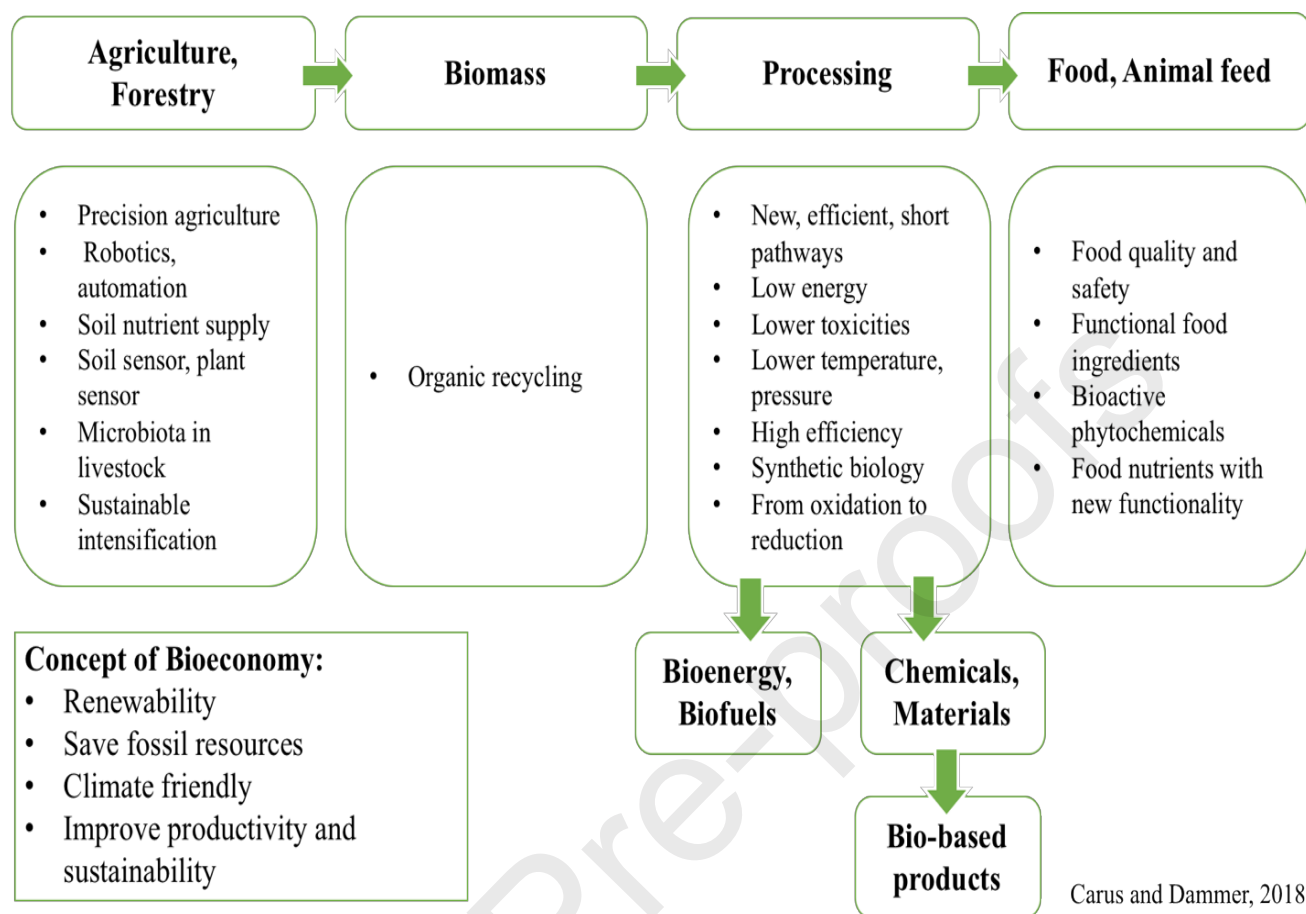 Agriculture,
Forestry
Biomass
Processing
Food, Animal feed
• Precision agriculture
• Robotics,
automation
• Soil nutrient supply
• Soil sensor, plant
sensor
• Microbiota in
livestock
• Sustainable
intensification
• Organic recycling
• New, efficient, short
pathways
• Low energy
• Lower toxicities
• Lower temperature,
pressure
• High efficiency
• Synthetic biology
• From oxidation to
reduction
• Food quality and
safety
• Functional food
ingredients
• Bioactive
phytochemicals
• Food nutrients with
new functionality
Bioenergy,
Biofuels
Chemicals,
Materials
Bio-based
products
Concept of Bioeconomy:
• Renewability
• Save fossil resources
• Climate friendly
• Improve productivity and
sustainability
Carus and Dammer, 2018
Pre-proofs